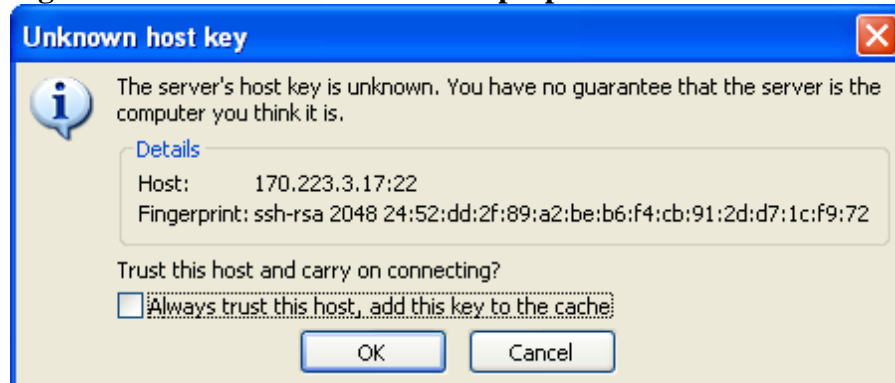 Unknown host key
The server's host key is unknown. You have no guarantee that the server is the
computer you think it is.
Details
Host: 170.223.3.17:22
Fingerprint: ssh-rsa 2048 24:52:dd:2f:89:a2:be:b6:f4:cb:91:2d:d7:1c:f9:72
Trust this host and carry on connecting?
Always trust this host, add this key to the cache
OK Cancel